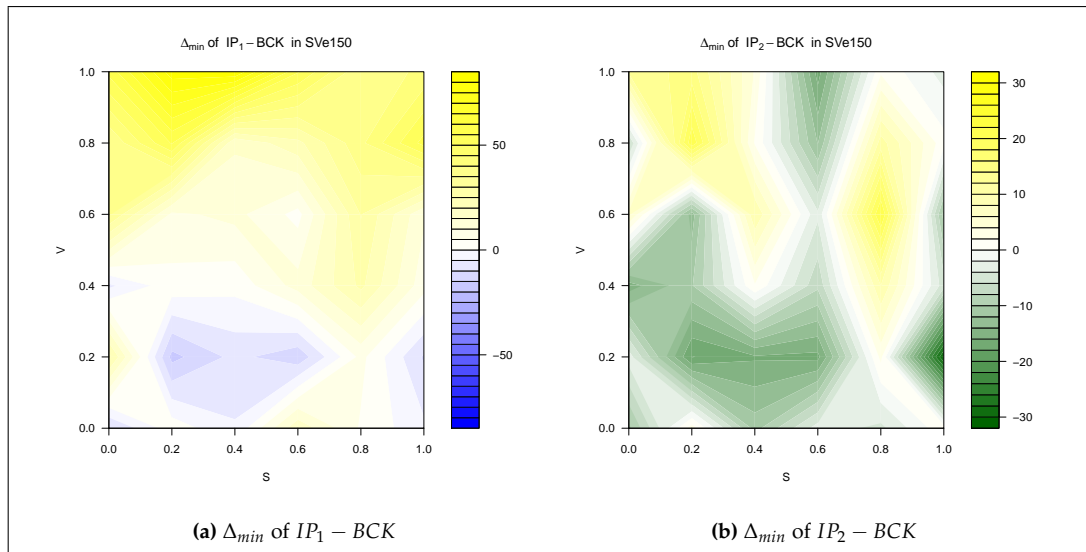 Δmin of IP1 − BCK in SVe150
1.0
0.8
0.6
0.4
0.2
0.0
V
0.0 0.2 0.4 0.6 0.8 1.0
S
50
0
−50
(a) Δmin of IP1 − BCK
Δmin of IP2 − BCK in SVe150
1.0
0.8
0.6
0.4
0.2
0.0
V
0.0 0.2 0.4 0.6 0.8 1.0
S
30
20
10
0
−10
−20
−30
(b) Δmin of IP2 − BCK